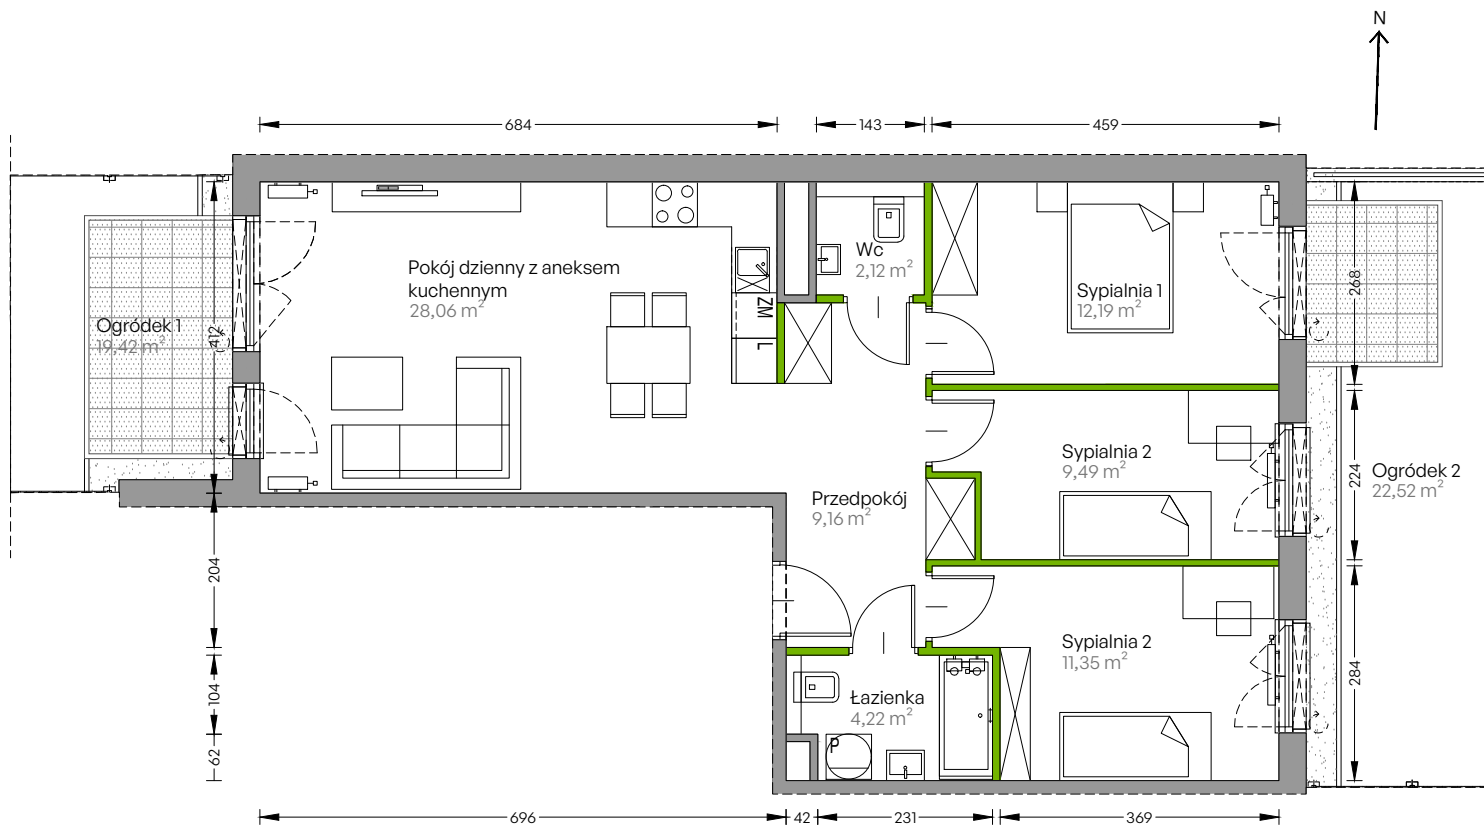 N
684
143
459
Pokój dzienny z aneksem
kuchennym
28,06 m²
Wc
2,12 m²
Sypialnia 1
12,19 m²
268
Ogródek 1
19,42 m²
412
ZM
L
Sypialnia 2
9,49 m²
224
Ogródek 2
22,52 m²
Przedpokój
9,16 m²
204
Sypialnia 2
11,35 m²
284
104
Łazienka
4,22 m²
P
62
696
42
231
369